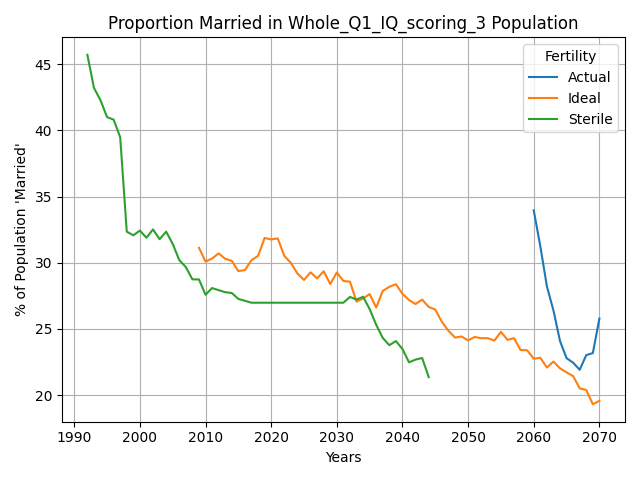 Proportion Married in Whole_Q1_IQ_scoring_3 Population
% of Population 'Married'
45
40
35
30
25
20
Fertility
Actual
Ideal
Sterile
1990 2000 2010 2020 2030 2040 2050 2060 2070
Years